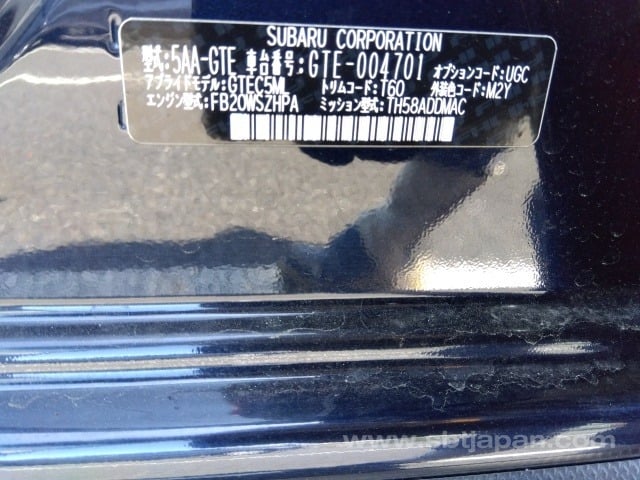 SUBARU CORPORATION
型式:5AA-GTE 車台番号:GTE-004701 オプションコード:UGC
アプライドモデル:GTEC5ML トリムコード:T60 外装色コード:M2Y
エンジン型式:FB20WSZHPA ミッション型式:TH58ADDMAC
www.sbtjapan.com